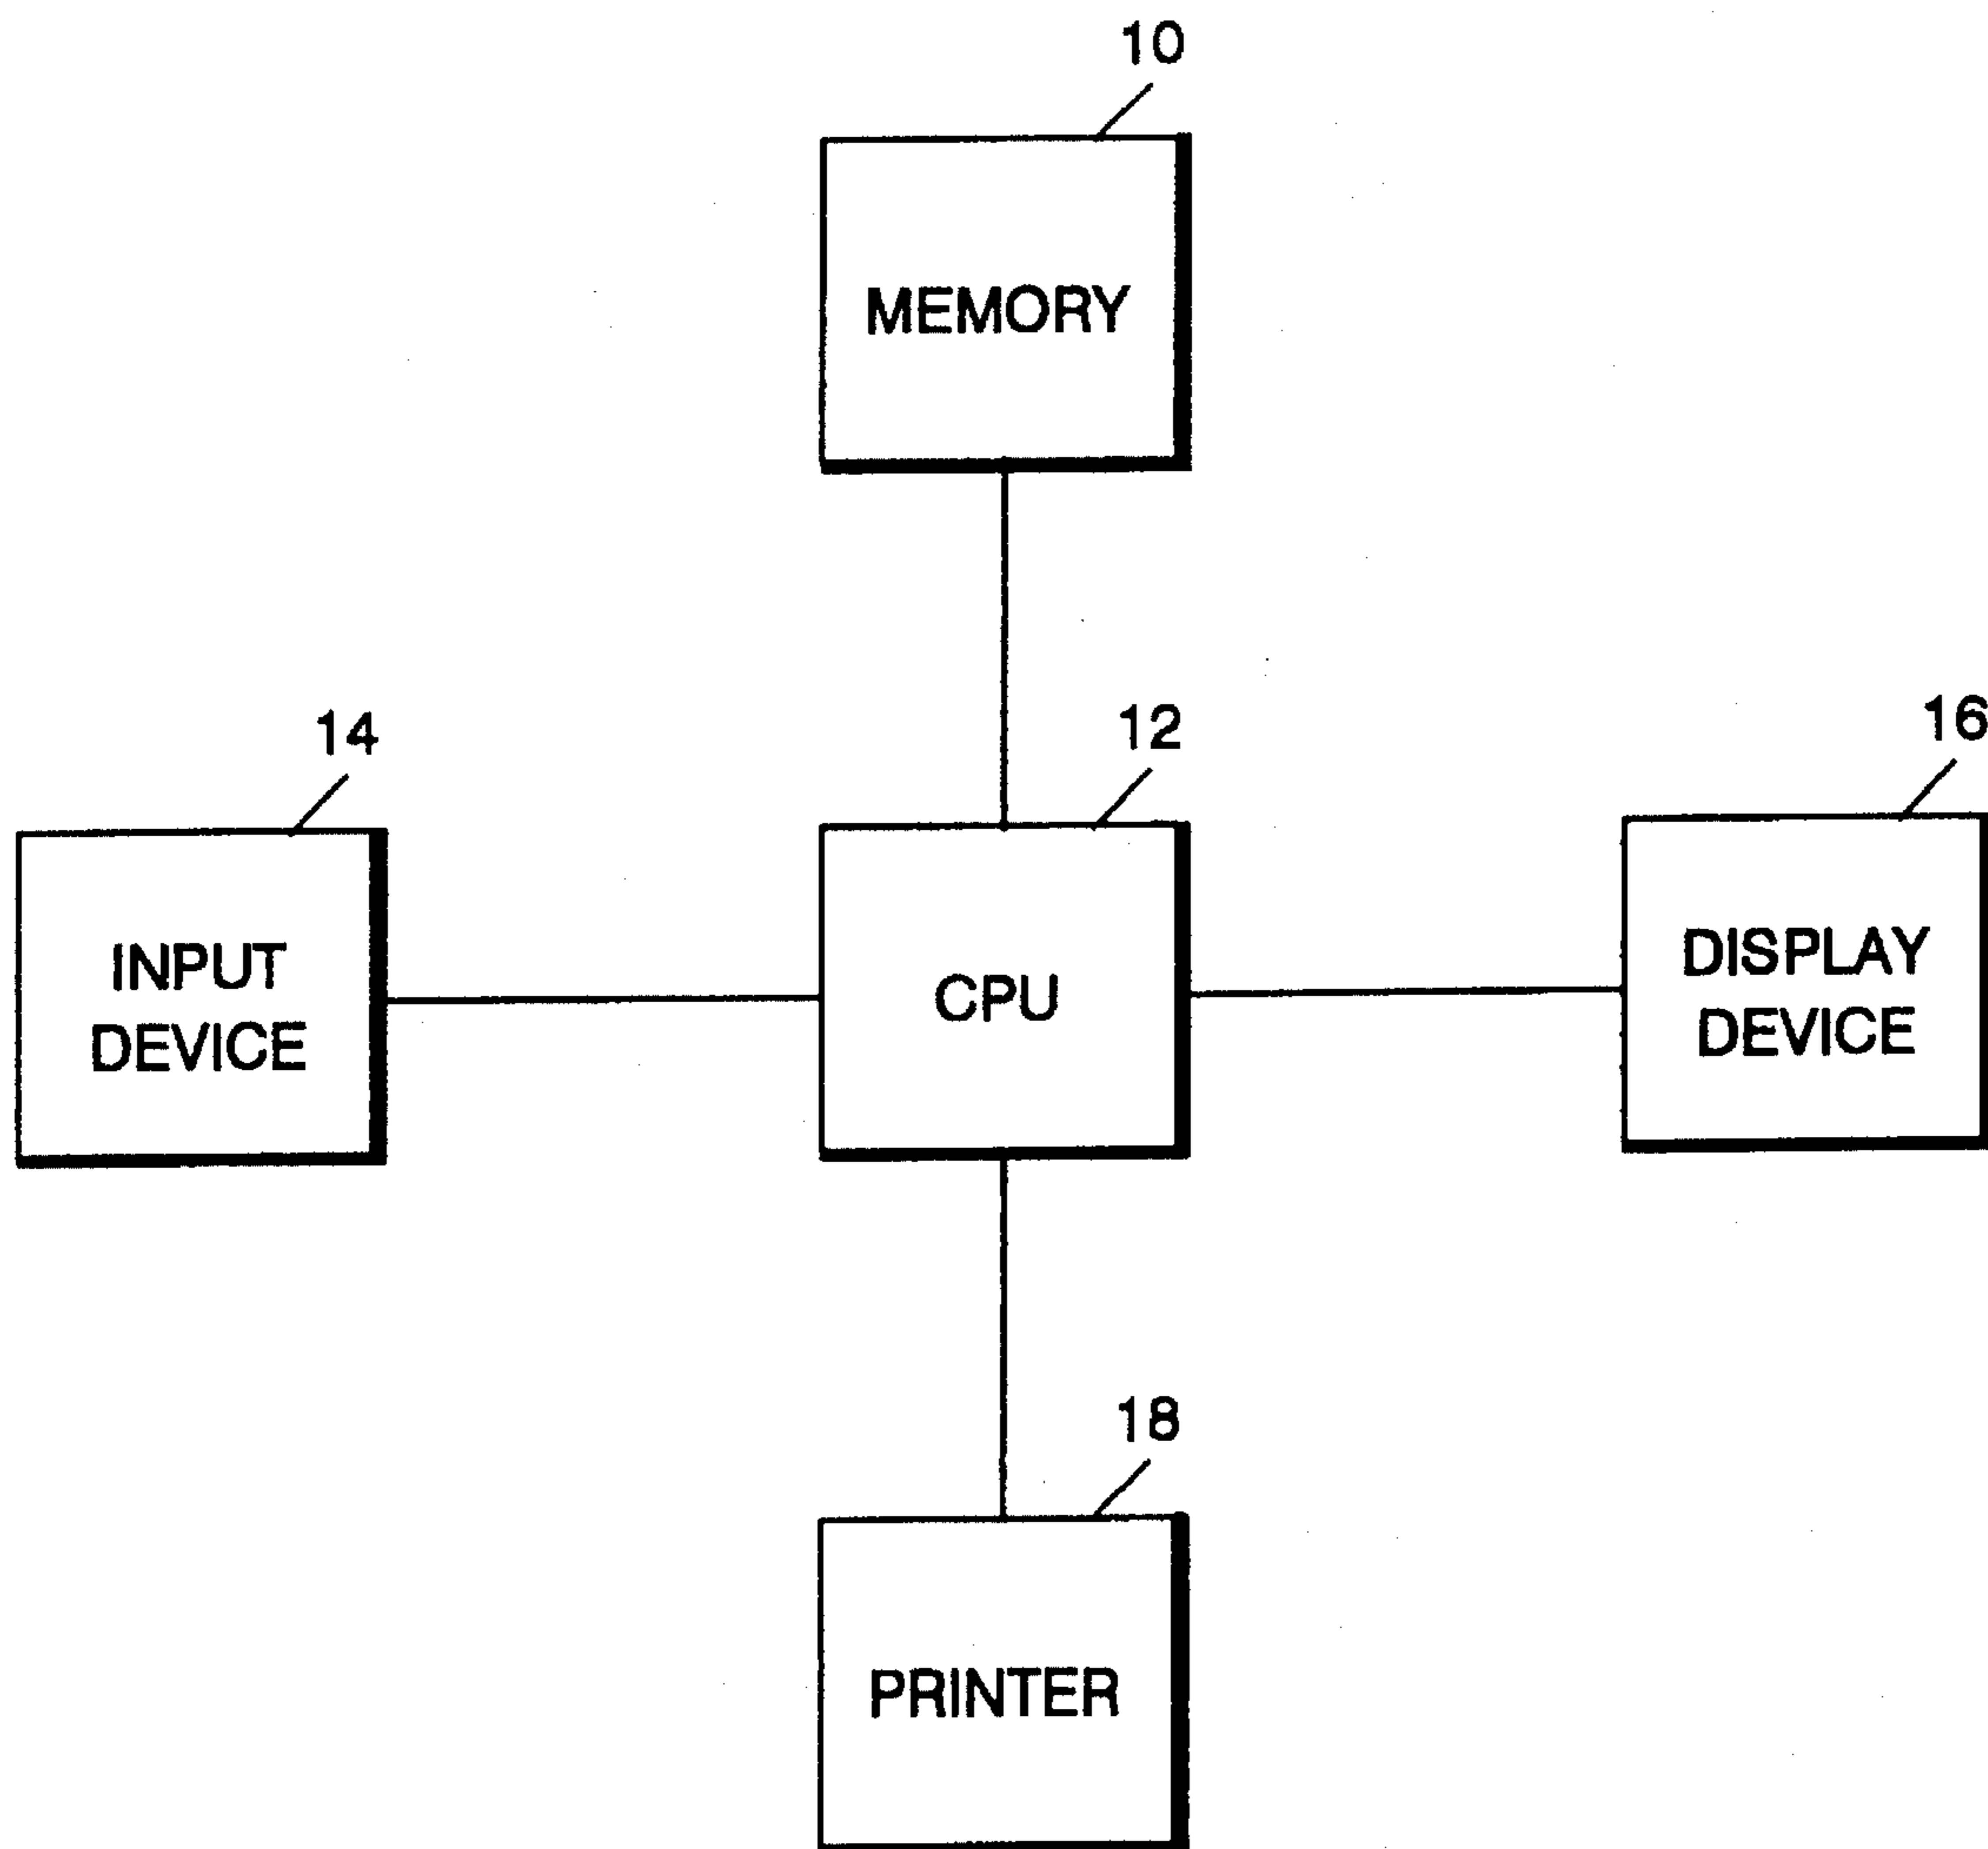 10
MEMORY
14
12
16
INPUT
DEVICE
CPU
DISPLAY
DEVICE
18
PRINTER